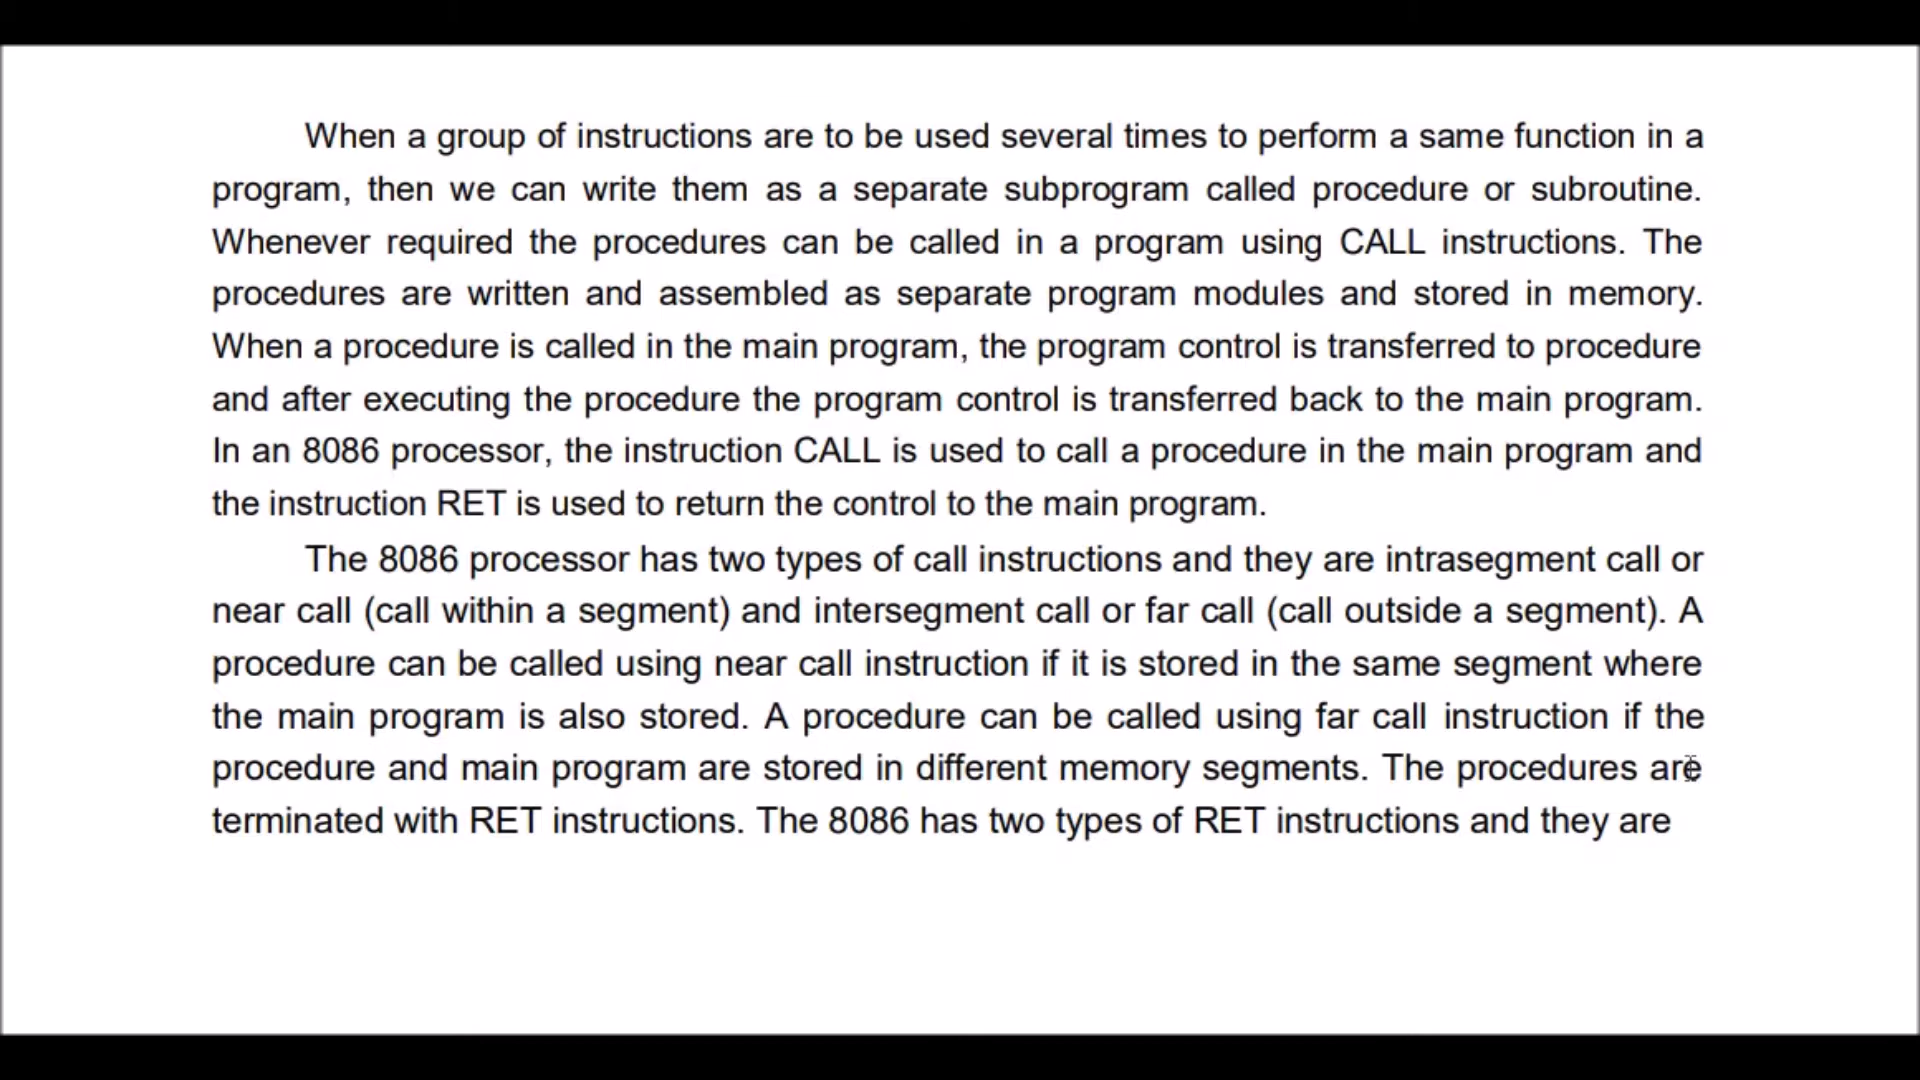 When a group of instructions are to be used several times to perform a same function in a
program, then we can write them as a separate subprogram called procedure or subroutine.
Whenever required the procedures can be called in a program using CALL instructions. The
procedures are written and assembled as separate program modules and stored in memory.
When a procedure is called in the main program, the program control is transferred to procedure
and after executing the procedure the program control is transferred back to the main program.
In an 8086 processor, the instruction CALL is used to call a procedure in the main program and
the instruction RET is used to return the control to the main program.
The 8086 processor has two types of call instructions and they are intrasegment call or
near call (call within a segment) and intersegment call or far call (call outside a segment). A
procedure can be called using near call instruction if it is stored in the same segment where
the main program is also stored. A procedure can be called using far call instruction if the
procedure and main program are stored in different memory segments. The procedures are
terminated with RET instructions. The 8086 has two types of RET instructions and they are